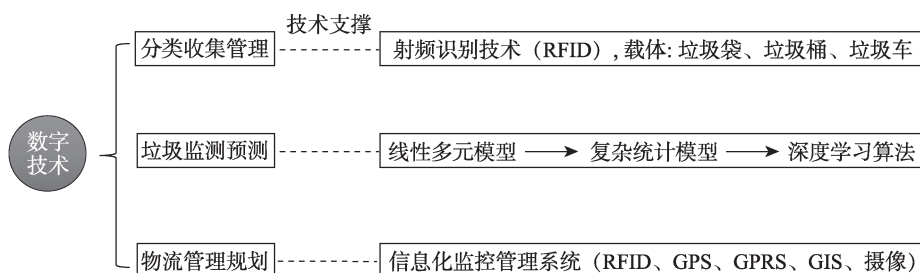 技术支撑
分类收集管理
射频识别技术（RFID）, 载体: 垃圾袋、垃圾桶、垃圾车
数字
技术
垃圾监测预测
线性多元模型 → 复杂统计模型 → 深度学习算法
物流管理规划
信息化监控管理系统（RFID、GPS、GPRS、GIS、摄像）